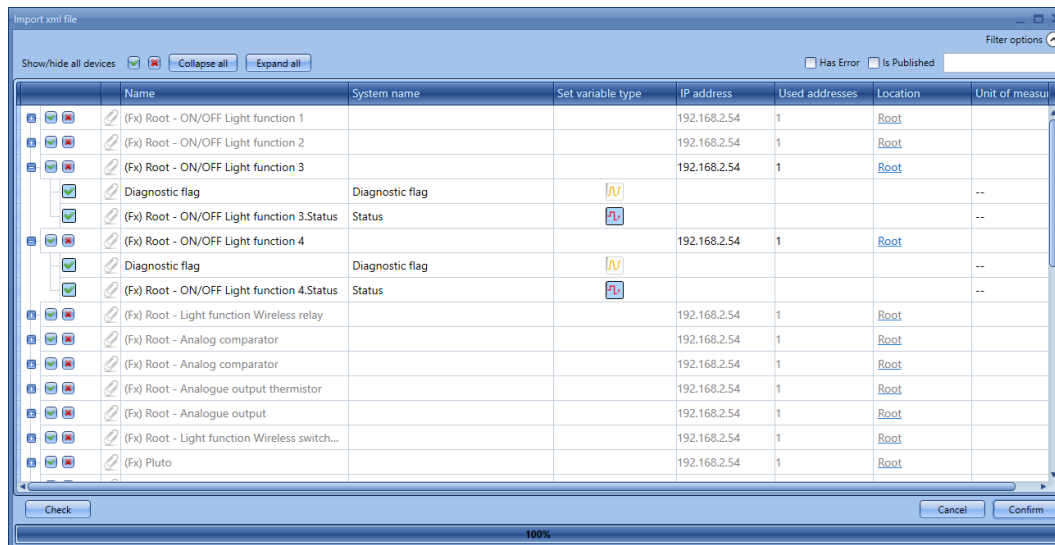 Import xml file
Filter options
Show/hide all devices Collapse all Expand all Has Error Is Published
Name System name Set variable type IP address Used addresses Location Unit of measur
(Fx) Root - ON/OFF Light function 1 192.168.2.54 1 Root
(Fx) Root - ON/OFF Light function 2 192.168.2.54 1 Root
(Fx) Root - ON/OFF Light function 3 192.168.2.54 1 Root
Diagnostic flag Diagnostic flag --
(Fx) Root - ON/OFF Light function 3.Status Status --
(Fx) Root - ON/OFF Light function 4 192.168.2.54 1 Root
Diagnostic flag Diagnostic flag --
(Fx) Root - ON/OFF Light function 4.Status Status --
(Fx) Root - Light function Wireless relay 192.168.2.54 1 Root
(Fx) Root - Analog comparator 192.168.2.54 1 Root
(Fx) Root - Analog comparator 192.168.2.54 1 Root
(Fx) Root - Analogue output thermistor 192.168.2.54 1 Root
(Fx) Root - Analogue output 192.168.2.54 1 Root
(Fx) Root - Light function Wireless switch... 192.168.2.54 1 Root
(Fx) Pluto 192.168.2.54 1 Root
Check Cancel Confirm
100%